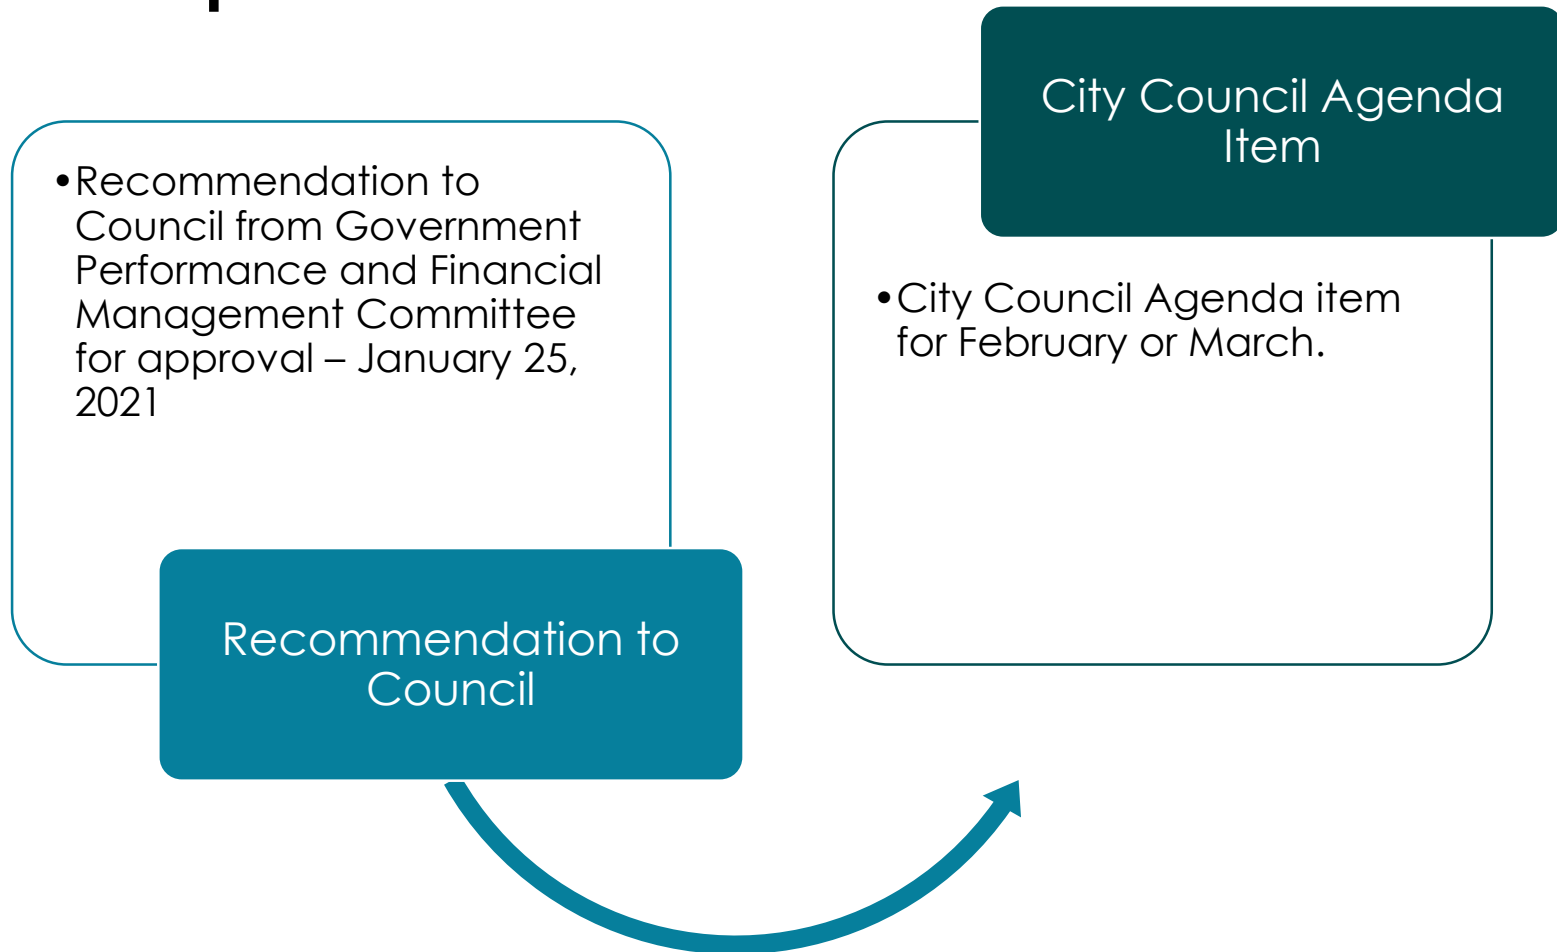 •Recommendation to
Council from Government
Performance and Financial
Management Committee
for approval – January 25,
2021
Recommendation to
Council
City Council Agenda
Item
•City Council Agenda item
for February or March.